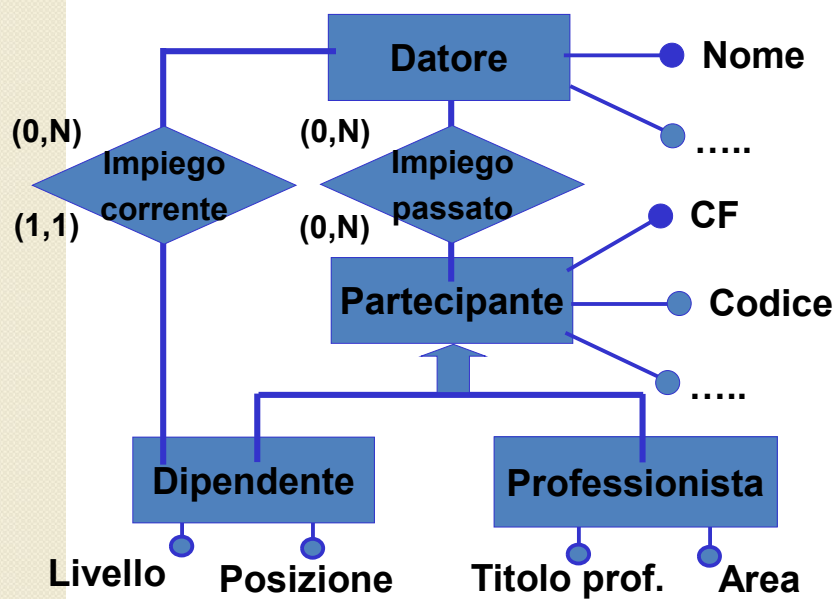 Datore
Nome
…..
(0,N)
Impiego
corrente
(1,1)
(0,N)
Impiego
passato
(0,N)
CF
Partecipante
Codice
…..
Dipendente
Professionista
Livello
Posizione
Titolo prof.
Area